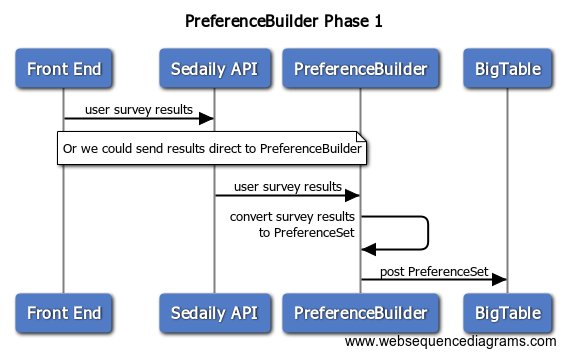 PreferenceBuilder Phase 1
Front End
Sedaily API
PreferenceBuilder
BigTable
user survey results
Or we could send results direct to PreferenceBuilder
user survey results
convert survey results
to PreferenceSet
post PreferenceSet
Front End
Sedaily API
PreferenceBuilder
BigTable
www.websequencediagrams.com